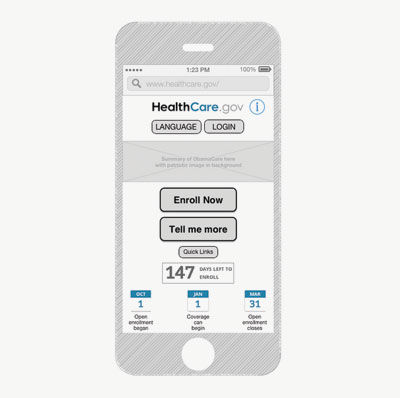 1:23 PM
100%
www.healthcare.gov/
HealthCare.gov i
LANGUAGE LOGIN
Summary of ObamaCare here
with patriotic image in background
Enroll Now
Tell me more
Quick Links
147 DAYS LEFT TO
ENROLL
OCT JAN MAR
1 1 31
Open Coverage Open
enrollment can enrollment
began begin closes